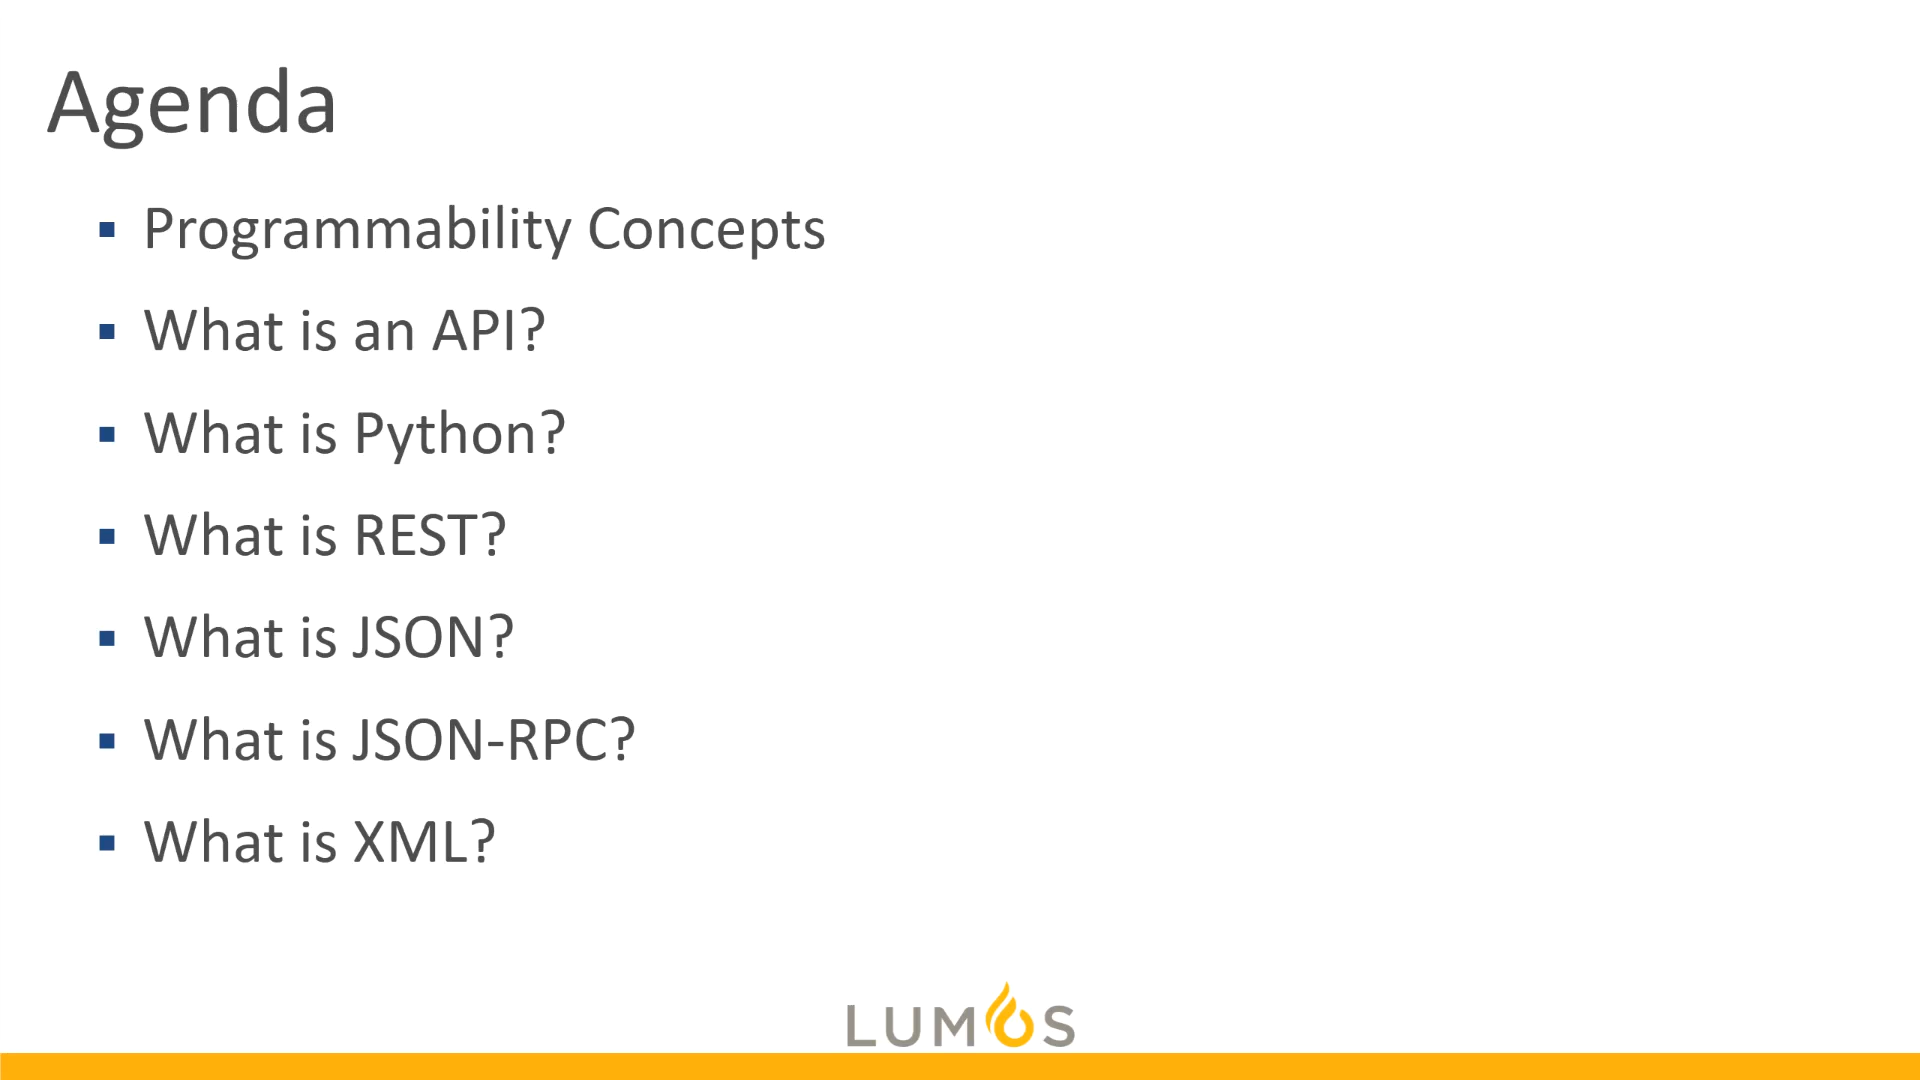 Agenda
▪ Programmability Concepts
▪ What is an API?
▪ What is Python?
▪ What is REST?
▪ What is JSON?
▪ What is JSON-RPC?
▪ What is XML?
LUMOS